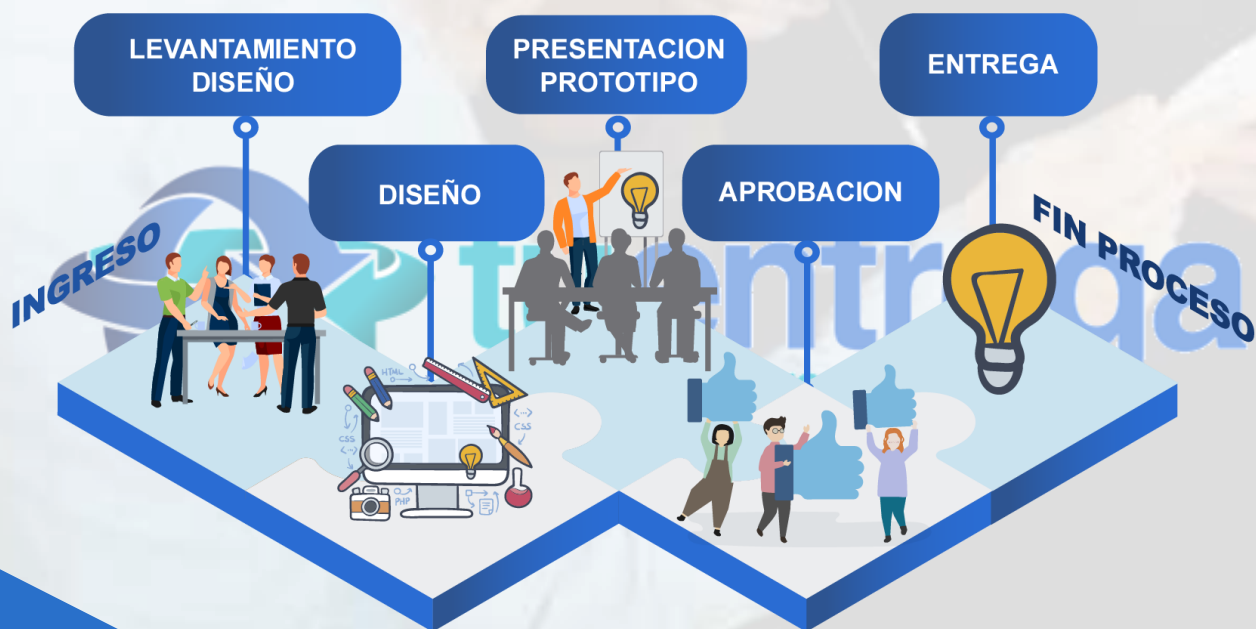 LEVANTAMIENTO
DISEÑO
PRESENTACION
PROTOTIPO
ENTREGA
DISEÑO
APROBACION
INGRESO
FIN PROCESO
HTML
CSS
PHP
<···>
CSS